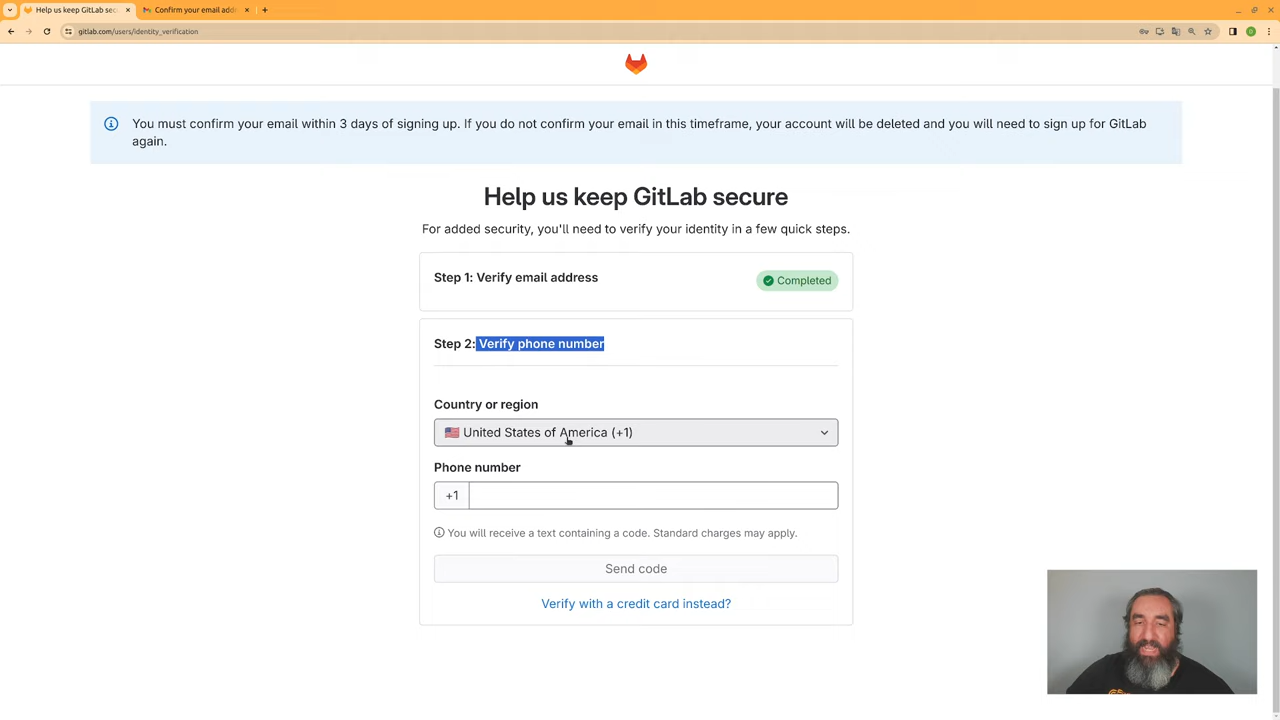 Help us keep GitLab sec
Confirm your email add
gitlab.com/users/identity_verification
You must confirm your email within 3 days of signing up. If you do not confirm your email in this timeframe, your account will be deleted and you will need to sign up for GitLab
again.
Help us keep GitLab secure
For added security, you'll need to verify your identity in a few quick steps.
Step 1: Verify email address
Completed
Step 2: Verify phone number
Country or region
United States of America (+1)
Phone number
+1
You will receive a text containing a code. Standard charges may apply.
Send code
Verify with a credit card instead?